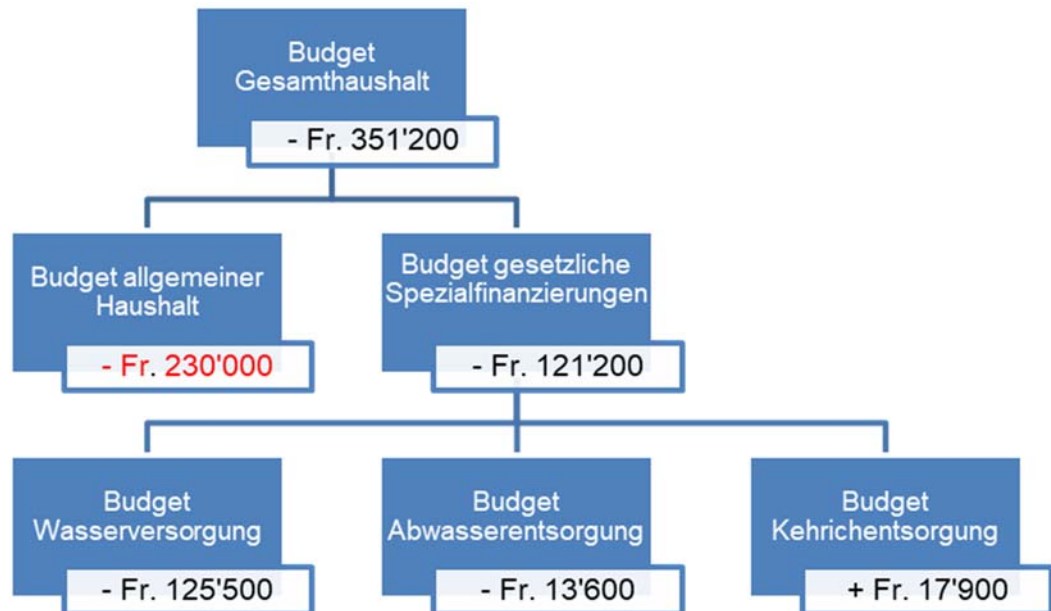 Budget
Gesamthaushalt
- Fr. 351'200
Budget allgemeiner
Haushalt
- Fr. 230'000
Budget gesetzliche
Spezialfinanzierungen
- Fr. 121'200
Budget
Wasserversorgung
- Fr. 125'500
Budget
Abwasserentsorgung
- Fr. 13'600
Budget
Kehrichentsorgung
+ Fr. 17'900